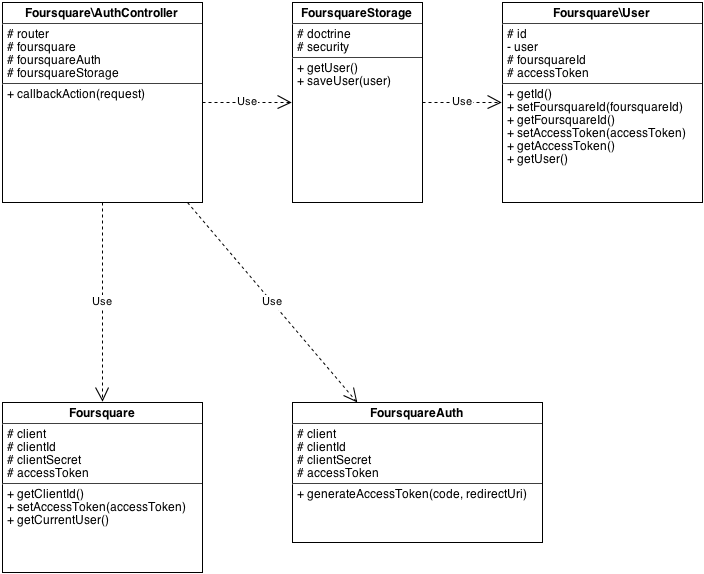 Foursquare\AuthController
# router
# foursquare
# foursquareAuth
# foursquareStorage
+ callbackAction(request)
Use
FoursquareStorage
# doctrine
# security
+ getUser()
+ saveUser(user)
Use
Foursquare\User
# id
- user
# foursquareId
# accessToken
+ getId()
+ setFoursquareId(foursquareId)
+ getFoursquareId()
+ setAccessToken(accessToken)
+ getAccessToken()
+ getUser()
Use
Use
Foursquare
# client
# clientId
# clientSecret
# accessToken
+ getClientId()
+ setAccessToken(accessToken)
+ getCurrentUser()
FoursquareAuth
# client
# clientId
# clientSecret
# accessToken
+ generateAccessToken(code, redirectUri)